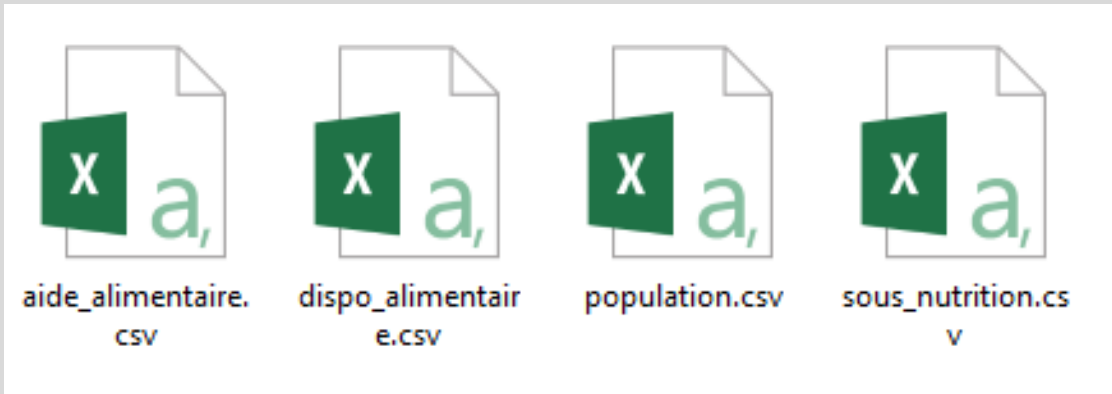 X a,
X a,
X a,
X a,
aide_alimentaire.
csv
dispo_alimentair
e.csv
population.csv
sous_nutrition.cs
v